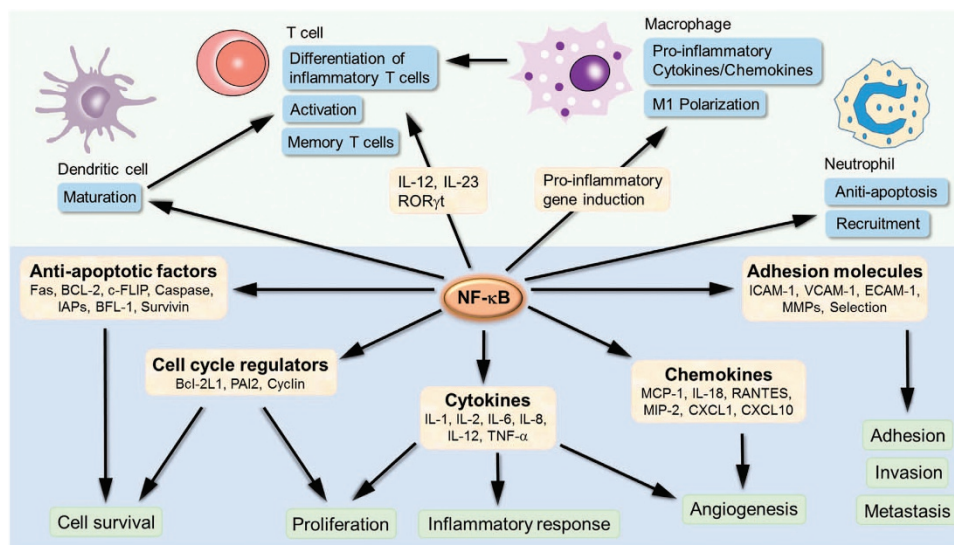 T cell
Differentiation of
inflammatory T cells
Activation
Memory T cells
Macrophage
Pro-inflammatory
Cytokines/Chemokines
M1 Polarization
Dendritic cell
Maturation
Neutrophil
Aniti-apoptosis
Recruitment
IL-12, IL-23
RORγt
Pro-inflammatory
gene induction
NF-κB
Anti-apoptotic factors
Fas, BCL-2, c-FLIP, Caspase,
IAPs, BFL-1, Survivin
Adhesion molecules
ICAM-1, VCAM-1, ECAM-1,
MMPs, Selection
Cell cycle regulators
Bcl-2L1, PAI2, Cyclin
Cytokines
IL-1, IL-2, IL-6, IL-8,
IL-12, TNF-α
Chemokines
MCP-1, IL-18, RANTES,
MIP-2, CXCL1, CXCL10
Cell survival
Proliferation
Inflammatory response
Angiogenesis
Adhesion
Invasion
Metastasis